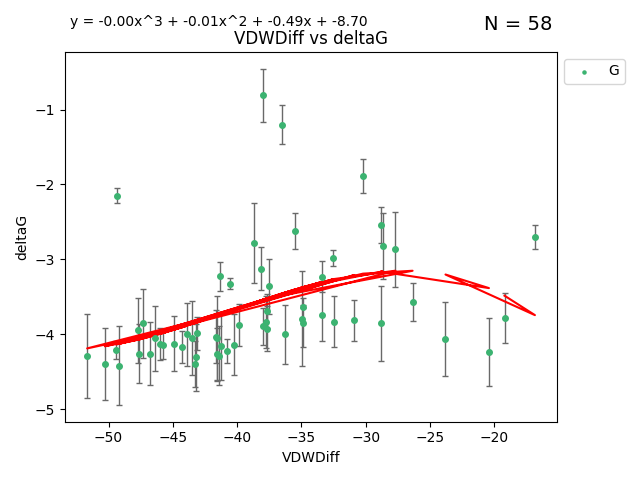 y = -0.00x^3 + -0.01x^2 + -0.49x + -8.70
N = 58
VDWDiff vs deltaG
G
−1
−2
−3
−4
−5
deltaG
−50 −45 −40 −35 −30 −25 −20
VDWDiff